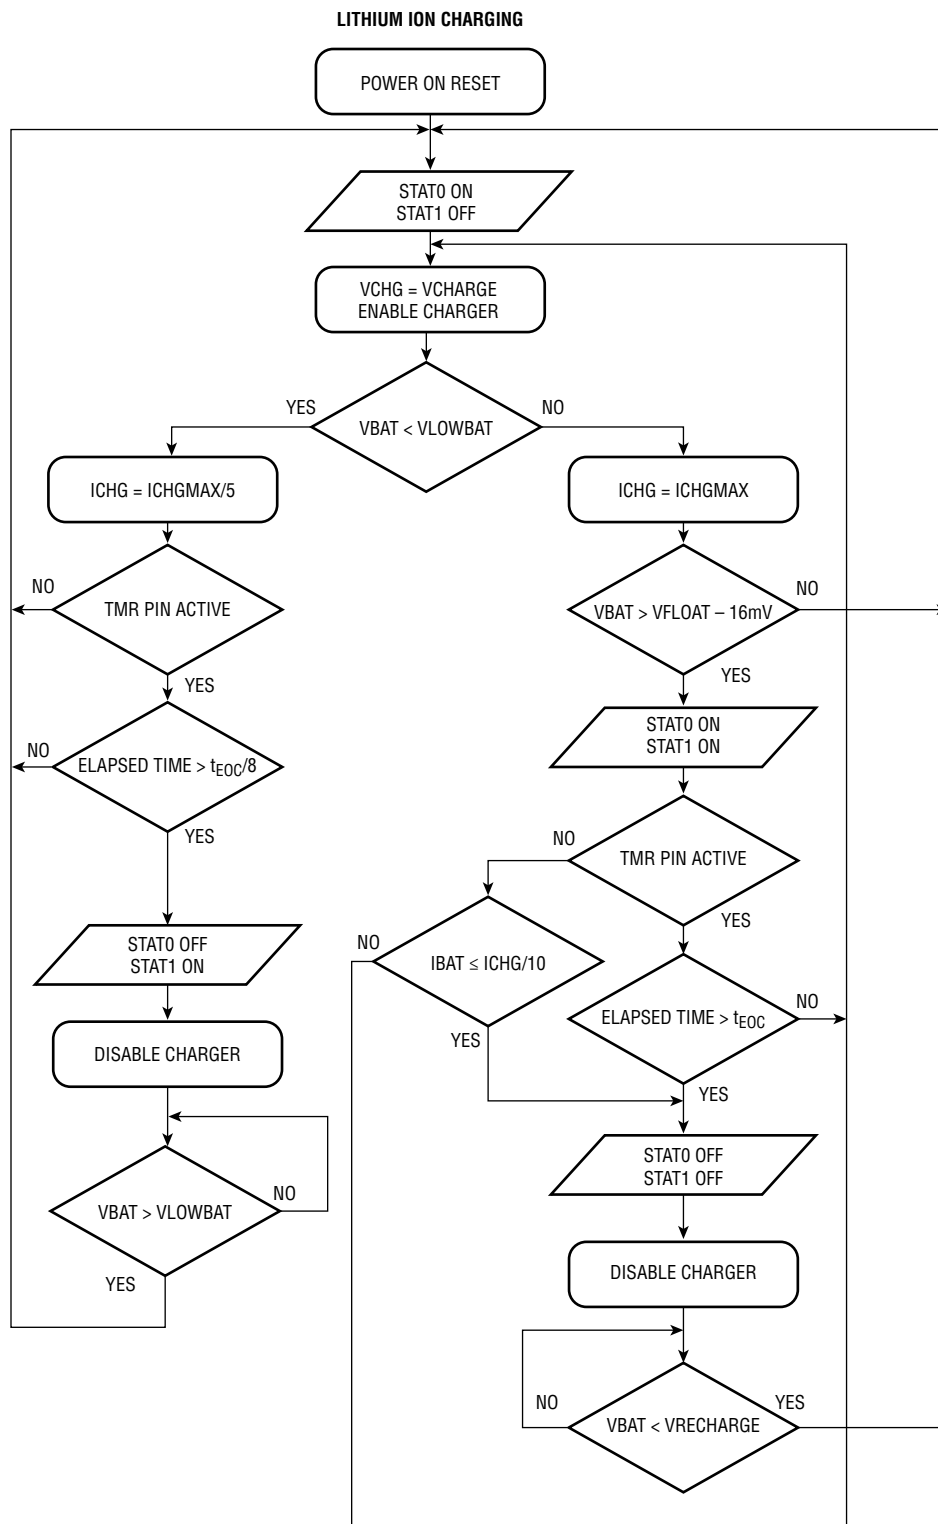 LITHIUM ION CHARGING
POWER ON RESET
STAT0 ON
STAT1 OFF
VCHG = VCHARGE
ENABLE CHARGER
VBAT < VLOWBAT
YES
NO
ICHG = ICHGMAX/5
TMR PIN ACTIVE
NO
YES
ELAPSED TIME > tEOC/8
NO
YES
STAT0 OFF
STAT1 ON
DISABLE CHARGER
VBAT > VLOWBAT
NO
YES
ICHG = ICHGMAX
VBAT > VFLOAT – 16mV
NO
YES
STAT0 ON
STAT1 ON
TMR PIN ACTIVE
NO
YES
IBAT ≤ ICHG/10
NO
YES
ELAPSED TIME > tEOC
NO
YES
STAT0 OFF
STAT1 OFF
DISABLE CHARGER
VBAT < VRECHARGE
NO
YES